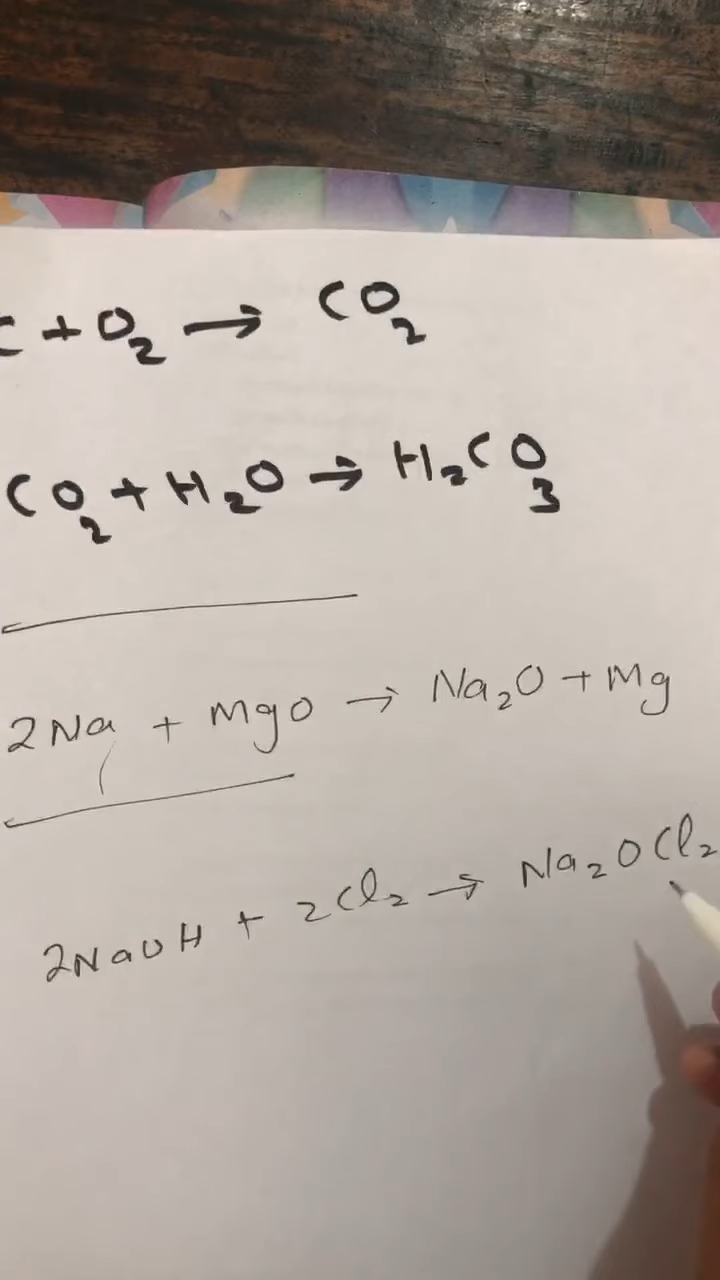 C + O₂ → CO₂
CO₂ + H₂O → H₂CO₃
2Na + MgO → Na₂O + Mg
2NaOH + 2Cl₂ → Na₂OCl₂